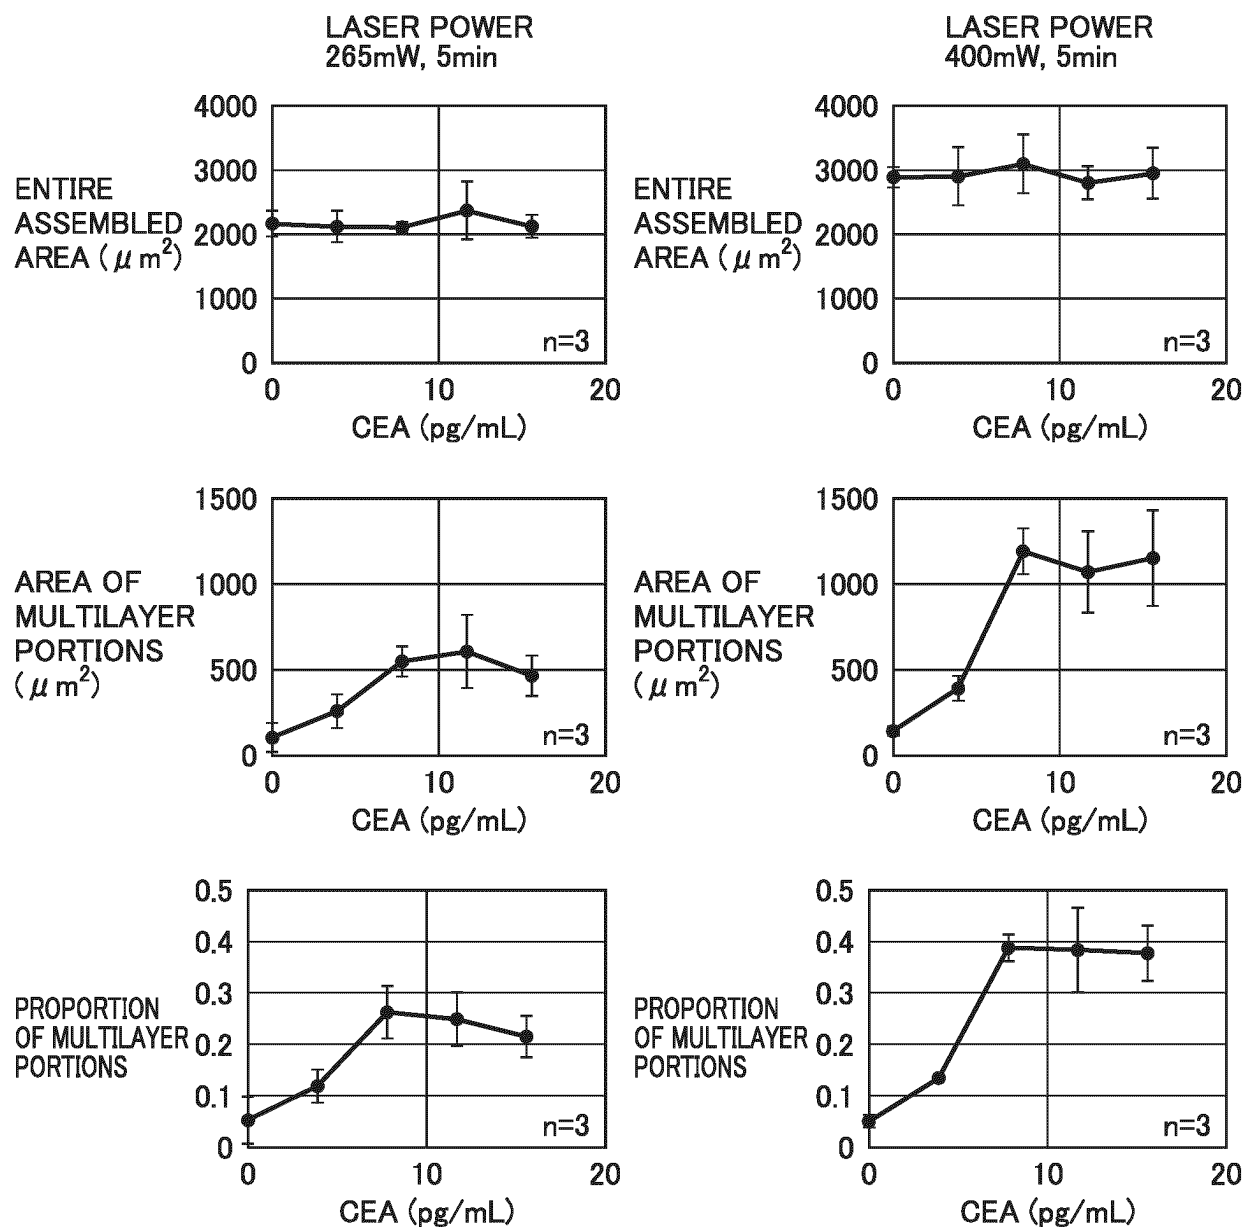 LASER POWER
265mW, 5min
4000
3000
2000
1000
0
ENTIRE
ASSEMBLED
AREA (μm²)
n=3
0 10 20
CEA (pg/mL)
LASER POWER
400mW, 5min
4000
3000
2000
1000
0
ENTIRE
ASSEMBLED
AREA (μm²)
n=3
0 10 20
CEA (pg/mL)
1500
1000
500
0
AREA OF
MULTILAYER
PORTIONS
(μm²)
n=3
0 10 20
CEA (pg/mL)
1500
1000
500
0
AREA OF
MULTILAYER
PORTIONS
(μm²)
n=3
0 10 20
CEA (pg/mL)
0.5
0.4
0.3
0.2
0.1
0
PROPORTION
OF MULTILAYER
PORTIONS
n=3
0 10 20
CEA (pg/mL)
0.5
0.4
0.3
0.2
0.1
0
PROPORTION
OF MULTILAYER
PORTIONS
n=3
0 10 20
CEA (pg/mL)